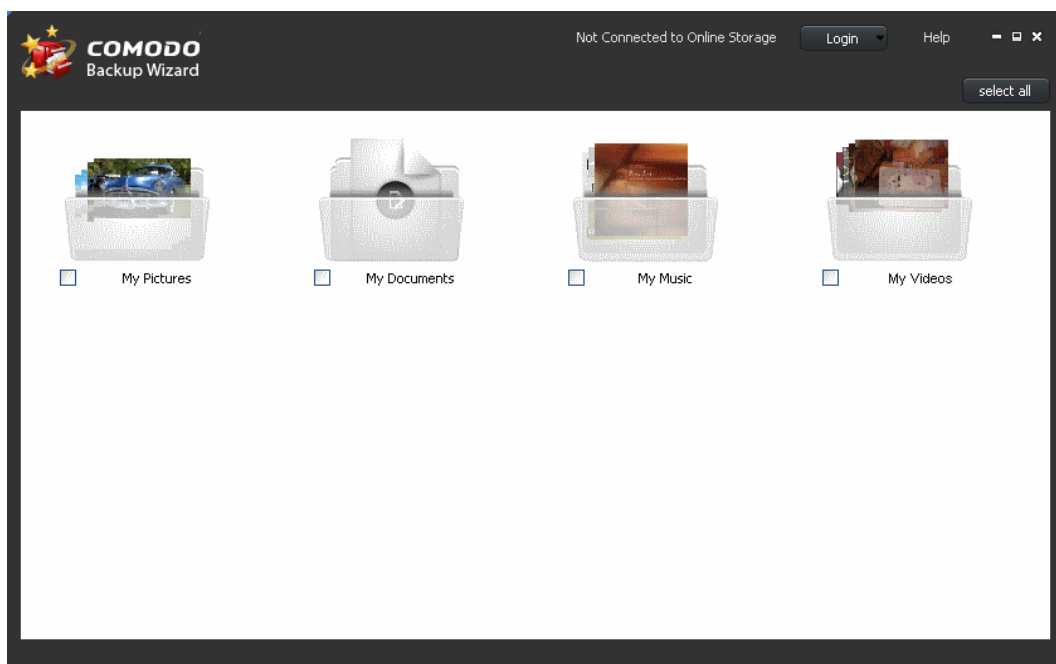 COMODO
Backup Wizard
Not Connected to Online Storage
Login
Help
select all
My Pictures
My Documents
My Music
My Videos